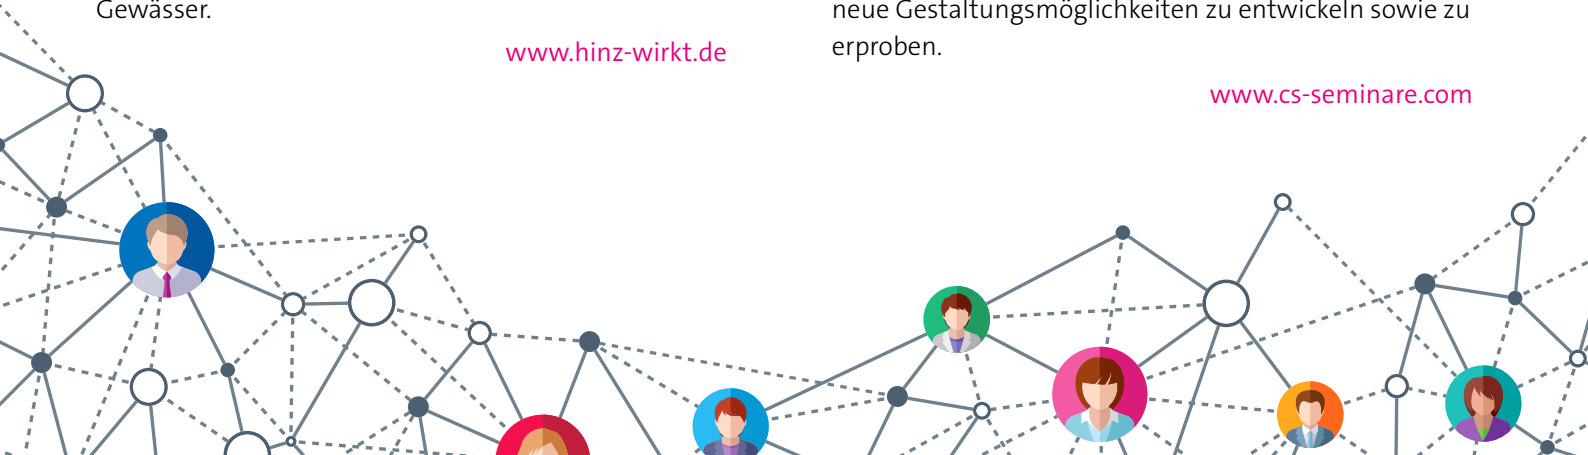 Gewässer.
www.hinz-wirkt.de
neue Gestaltungsmöglichkeiten zu entwickeln sowie zu
erproben.
www.cs-seminare.com